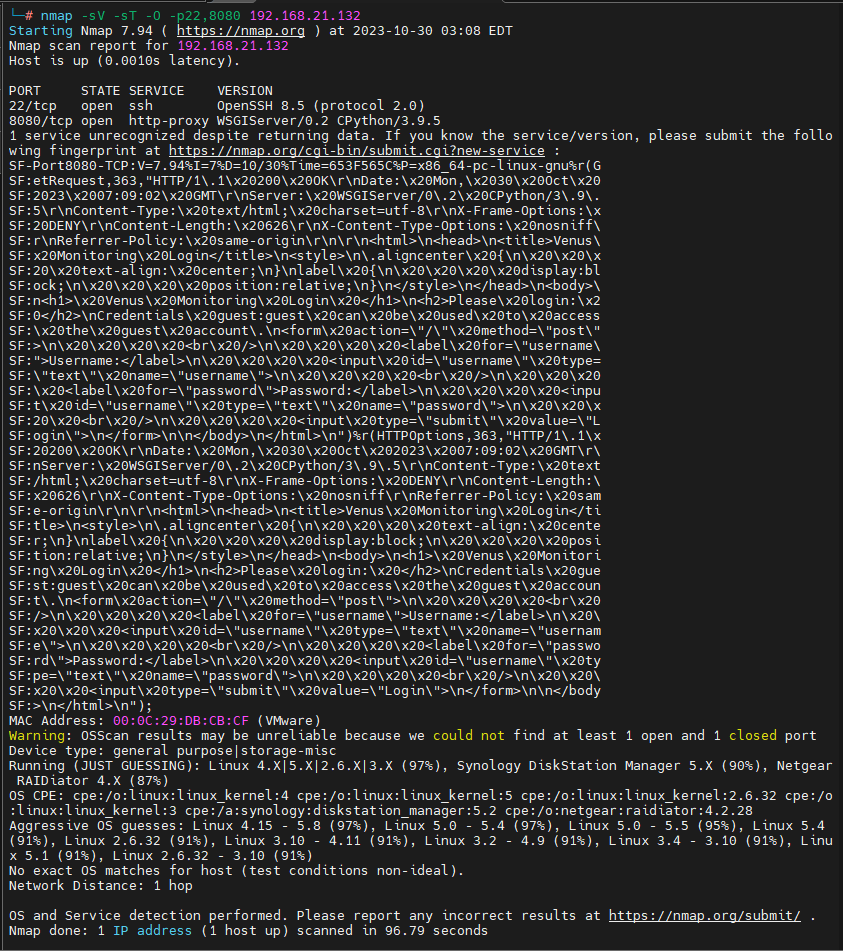 └─# nmap -sV -sT -O -p22,8080 192.168.21.132
Starting Nmap 7.94 ( https://nmap.org ) at 2023-10-30 03:08 EDT
Nmap scan report for 192.168.21.132
Host is up (0.0010s latency).

PORT     STATE SERVICE    VERSION
22/tcp   open  ssh        OpenSSH 8.5 (protocol 2.0)
8080/tcp open  http-proxy WSGIServer/0.2 CPython/3.9.5
1 service unrecognized despite returning data. If you know the service/version, please submit the follo
wing fingerprint at https://nmap.org/cgi-bin/submit.cgi?new-service :
SF-Port8080-TCP:V=7.94%I=7%D=10/30%Time=653F565C%P=x86_64-pc-linux-gnu%r(G
SF:etRequest,363,"HTTP/1\.1\x20200\x20OK\r\nDate:\x20Mon,\x2030\x20Oct\x20
SF:2023\x2007:09:02\x20GMT\r\nServer:\x20WSGIServer/0\.2\x20CPython/3\.9\.
SF:5\r\nContent-Type:\x20text/html;\x20charset=utf-8\r\nX-Frame-Options:\x
SF:20DENY\r\nContent-Length:\x20626\r\nX-Content-Type-Options:\x20nosniff\
SF:r\nReferrer-Policy:\x20same-origin\r\n\r\n<html>\n<head>\n<title>Venus\
SF:x20Monitoring\x20Login</title>\n<style>\n\.aligncenter\x20{\n\x20\x20\x
SF:20\x20text-align:\x20center;\n}\nlabel\x20{\n\x20\x20\x20\x20display:bl
SF:ock;\n\x20\x20\x20\x20position:relative;\n}\n</style>\n</head>\n<body>\
SF:n<h1>\x20Venus\x20Monitoring\x20Login\x20</h1>\n<h2>Please\x20login:\x2
SF:0</h2>\nCredentials\x20guest:guest\x20can\x20be\x20used\x20to\x20access
SF:\x20the\x20guest\x20account\.\n<form\x20action=\"/\"\x20method=\"post\"
SF:>\n\x20\x20\x20\x20<br\x20/>\n\x20\x20\x20\x20<label\x20for=\"username\
SF:">Username:</label>\n\x20\x20\x20\x20<input\x20id=\"username\"\x20type=
SF:\"text\"\x20name=\"username\">\n\x20\x20\x20\x20<br\x20/>\n\x20\x20\x20
SF:\x20<label\x20for=\"password\">Password:</label>\n\x20\x20\x20\x20<inpu
SF:t\x20id=\"username\"\x20type=\"text\"\x20name=\"password\">\n\x20\x20\x
SF:20\x20<br\x20/>\n\x20\x20\x20\x20<input\x20type=\"submit\"\x20value=\"L
SF:ogin\">\n</form>\n\n</body>\n</html>\n")%r(HTTPOptions,363,"HTTP/1\.1\x
SF:20200\x20OK\r\nDate:\x20Mon,\x2030\x20Oct\x202023\x2007:09:02\x20GMT\r\
SF:nServer:\x20WSGIServer/0\.2\x20CPython/3\.9\.5\r\nContent-Type:\x20text
SF:/html;\x20charset=utf-8\r\nX-Frame-Options:\x20DENY\r\nContent-Length:\
SF:x20626\r\nX-Content-Type-Options:\x20nosniff\r\nReferrer-Policy:\x20sam
SF:e-origin\r\n\r\n<html>\n<head>\n<title>Venus\x20Monitoring\x20Login</ti
SF:tle>\n<style>\n\.aligncenter\x20{\n\x20\x20\x20\x20text-align:\x20cente
SF:r;\n}\nlabel\x20{\n\x20\x20\x20\x20display:block;\n\x20\x20\x20\x20posi
SF:tion:relative;\n}\n</style>\n</head>\n<body>\n<h1>\x20Venus\x20Monitori
SF:ng\x20Login\x20</h1>\n<h2>Please\x20login:\x20</h2>\nCredentials\x20gue
SF:st:guest\x20can\x20be\x20used\x20to\x20access\x20the\x20guest\x20accoun
SF:t\.\n<form\x20action=\"/\"\x20method=\"post\">\n\x20\x20\x20\x20<br\x20
SF:/>\n\x20\x20\x20\x20<label\x20for=\"username\">Username:</label>\n\x20\
SF:x20\x20\x20<input\x20id=\"username\"\x20type=\"text\"\x20name=\"usernam
SF:e\">\n\x20\x20\x20\x20<br\x20/>\n\x20\x20\x20\x20<label\x20for=\"passwo
SF:rd\">Password:</label>\n\x20\x20\x20\x20<input\x20id=\"username\"\x20ty
SF:pe=\"text\"\x20name=\"password\">\n\x20\x20\x20\x20<br\x20/>\n\x20\x20\
SF:x20\x20<input\x20type=\"submit\"\x20value=\"Login\">\n</form>\n\n</body
SF:>\n</html>\n");
MAC Address: 00:0C:29:DB:CB:CF (VMware)
Warning: OSScan results may be unreliable because we could not find at least 1 open and 1 closed port
Device type: general purpose|storage-misc
Running (JUST GUESSING): Linux 4.X|5.X|2.6.X|3.X (97%), Synology DiskStation Manager 5.X (90%), Netgear
 RAIDiator 4.X (87%)
OS CPE: cpe:/o:linux:linux_kernel:4 cpe:/o:linux:linux_kernel:5 cpe:/o:linux:linux_kernel:2.6.32 cpe:/o
:linux:linux_kernel:3 cpe:/a:synology:diskstation_manager:5.2 cpe:/o:netgear:raidiator:4.2.28
Aggressive OS guesses: Linux 4.15 - 5.8 (97%), Linux 5.0 - 5.4 (97%), Linux 5.0 - 5.5 (95%), Linux 5.4
(91%), Linux 2.6.32 (91%), Linux 3.10 - 4.11 (91%), Linux 3.2 - 4.9 (91%), Linux 3.4 - 3.10 (91%), Linu
x 5.1 (91%), Linux 2.6.32 - 3.10 (91%)
No exact OS matches for host (test conditions non-ideal).
Network Distance: 1 hop

OS and Service detection performed. Please report any incorrect results at https://nmap.org/submit/ .
Nmap done: 1 IP address (1 host up) scanned in 96.79 seconds